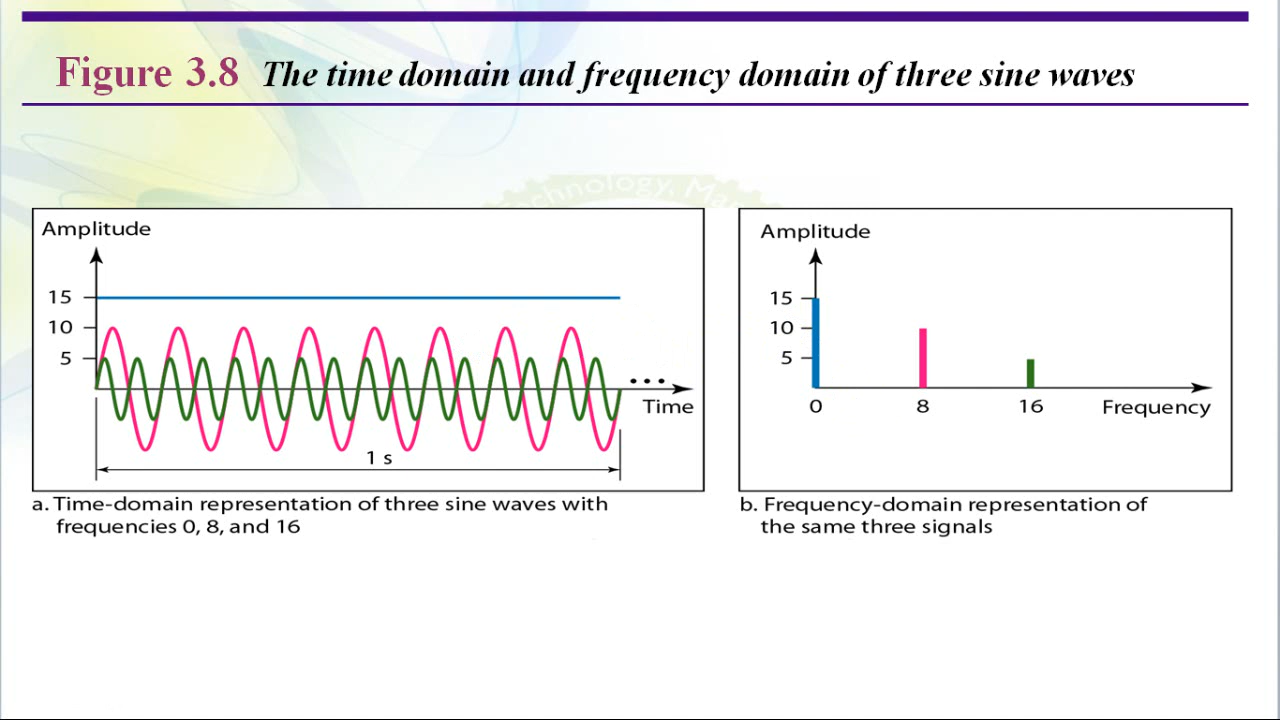 Figure 3.8 The time domain and frequency domain of three sine waves
Technology, Man
Amplitude
15
10
5
...
Time
1 s
a. Time-domain representation of three sine waves with
frequencies 0, 8, and 16
Amplitude
15
10
5
0 8 16 Frequency
b. Frequency-domain representation of
the same three signals